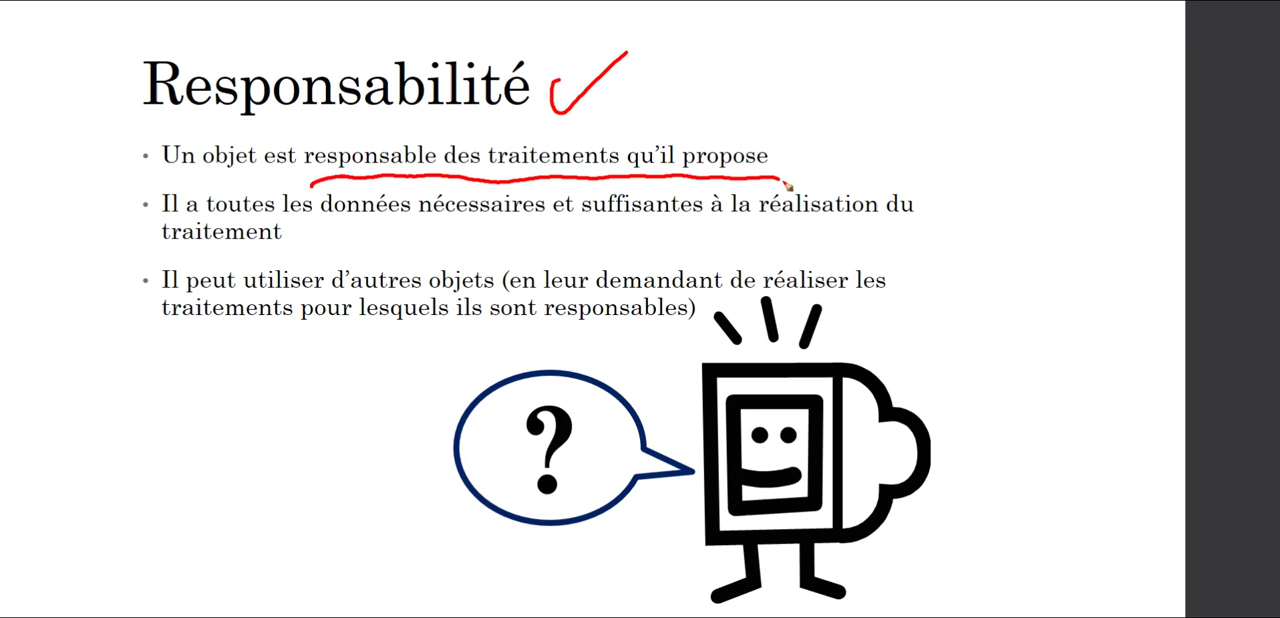 Responsabilité
• Un objet est responsable des traitements qu’il propose
• Il a toutes les données nécessaires et suffisantes à la réalisation du
traitement
• Il peut utiliser d’autres objets (en leur demandant de réaliser les
traitements pour lesquels ils sont responsables)
?